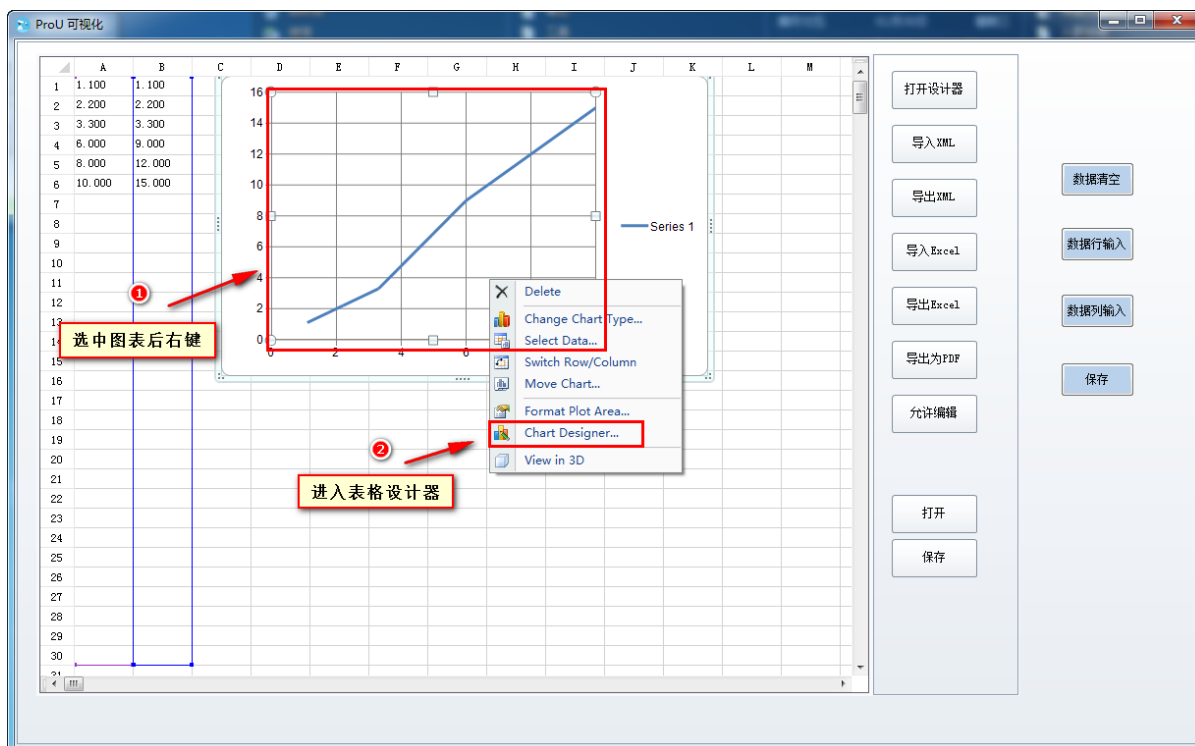 ProU 可视化
A B C D E F G H I J K L M
1 1.100 1.100
2 2.200 2.200
3 3.300 3.300
4 6.000 9.000
5 8.000 12.000
6 10.000 15.000
7
8
9
10
11
12
13
14
15
16
17
18
19
20
21
22
23
24
25
26
27
28
29
30
31
16
14
12
10
8
6
4
2
0
0 2 4 6
Series 1
1
选中图表后右键
Delete
Change Chart Type...
Select Data...
Switch Row/Column
Move Chart...
Format Plot Area...
Chart Designer...
View in 3D
2
进入表格设计器
打开设计器
导入XML
导出XML
导入Excel
导出Excel
导出为PDF
允许编辑
打开
保存
数据清空
数据行输入
数据列输入
保存